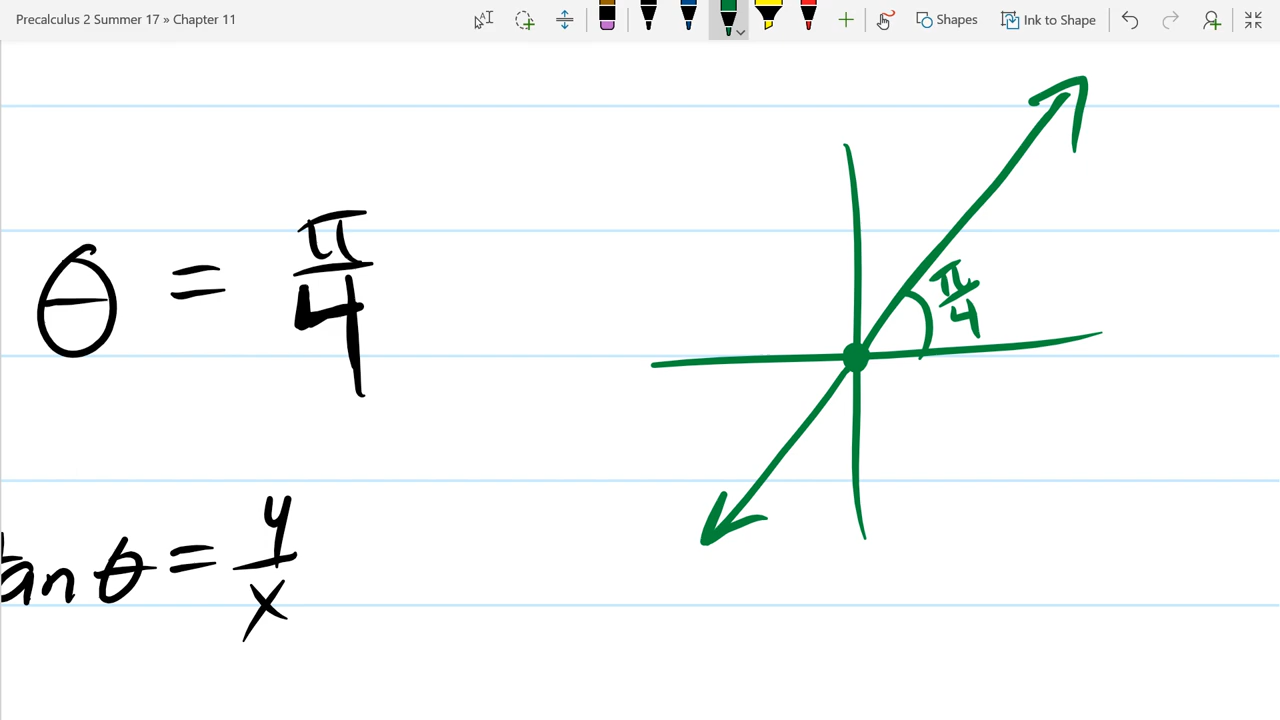 Precalculus 2 Summer 17 » Chapter 11
Shapes
Ink to Shape
θ = π/4
π/4
tan θ = y/x